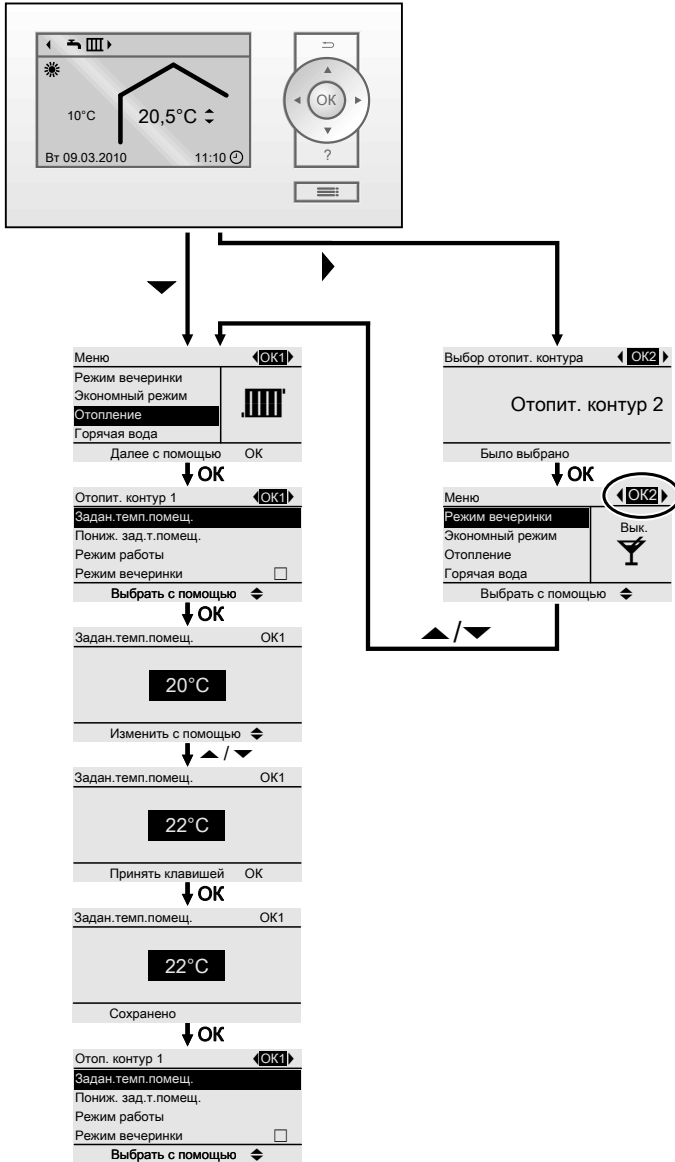 10°C
20,5°C
Вт 09.03.2010 11:10
OK
?
Меню OK1
Режим вечеринки
Экономный режим
Отопление
Горячая вода
Далее с помощью OK
OK
Отопит. контур 1 OK1
Задан.темп.помещ.
Пониж. зад.т.помещ.
Режим работы
Режим вечеринки
Выбрать с помощью
OK
Задан.темп.помещ. OK1
20°C
Изменить с помощью
/
Задан.темп.помещ. OK1
22°C
Принять клавишей OK
OK
Задан.темп.помещ. OK1
22°C
Сохранено
OK
Отоп. контур 1 OK1
Задан.темп.помещ.
Пониж. зад.т.помещ.
Режим работы
Режим вечеринки
Выбрать с помощью
Выбор отопит. контура OK2
Отопит. контур 2
Было выбрано
OK
Меню OK2
Режим вечеринки
Экономный режим
Отопление
Горячая вода
Вык.
Выбрать с помощью
/